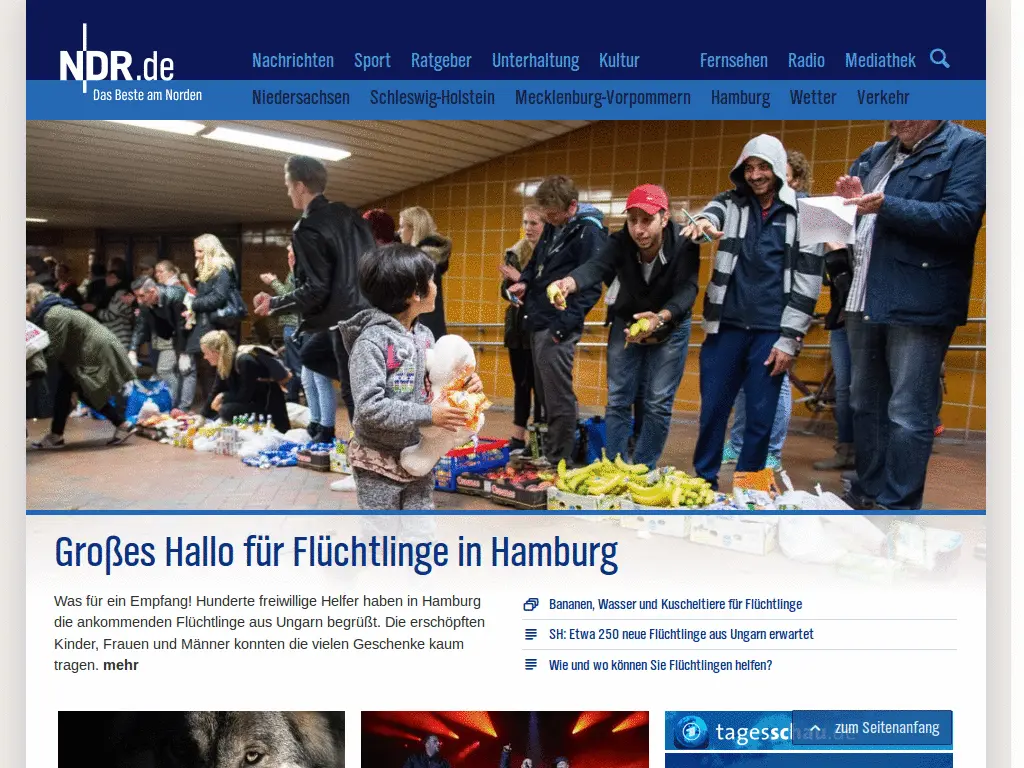 NDR.de
Das Beste am Norden
Nachrichten Sport Ratgeber Unterhaltung Kultur Fernsehen Radio Mediathek
Niedersachsen Schleswig-Holstein Mecklenburg-Vorpommern Hamburg Wetter Verkehr
Großes Hallo für Flüchtlinge in Hamburg
Was für ein Empfang! Hunderte freiwillige Helfer haben in Hamburg
die ankommenden Flüchtlinge aus Ungarn begrüßt. Die erschöpften
Kinder, Frauen und Männer konnten die vielen Geschenke kaum
tragen. mehr
Bananen, Wasser und Kuscheltiere für Flüchtlinge
SH: Etwa 250 neue Flüchtlinge aus Ungarn erwartet
Wie und wo können Sie Flüchtlingen helfen?
tagesschau.de
zum Seitenanfang